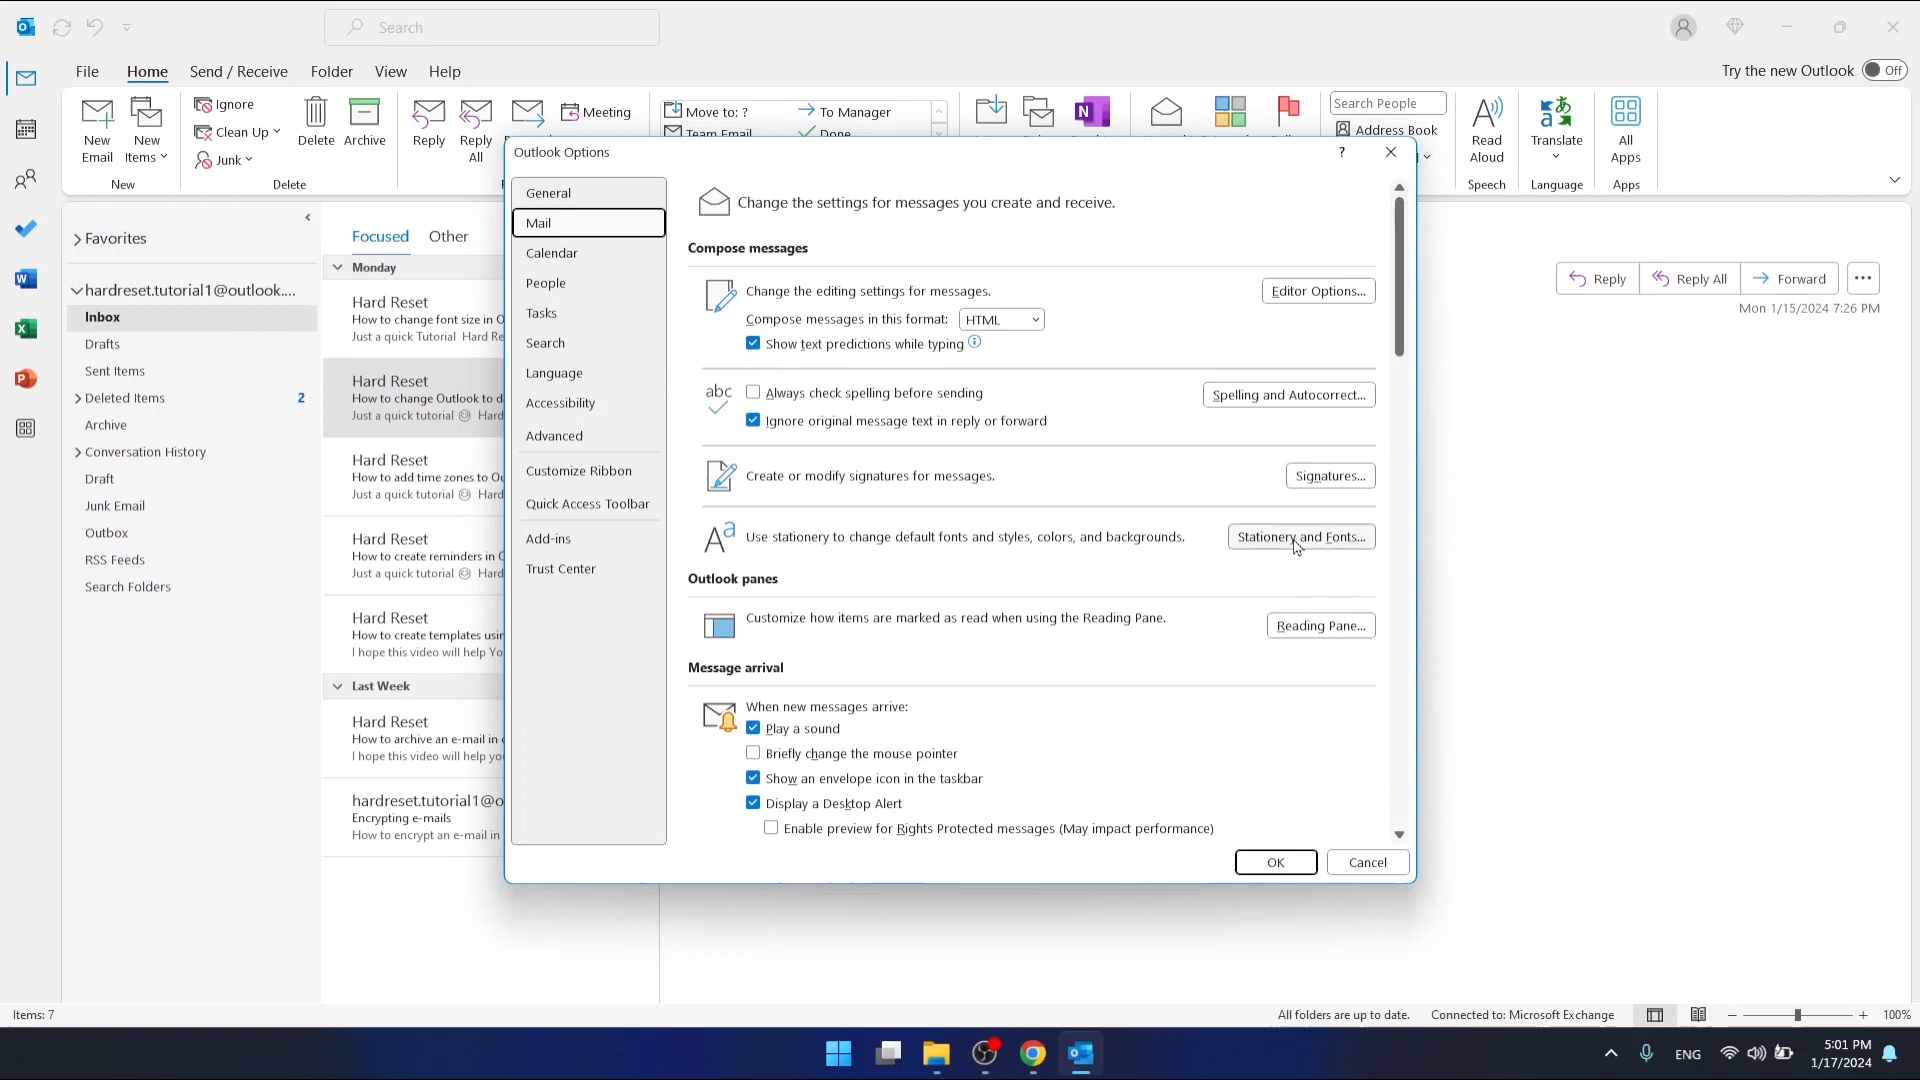 Search
File
Home
Send / Receive
Folder
View
Help
Try the new Outlook
Off
New
Email
New
Items
New
Ignore
Clean Up
Junk
Delete
Archive
Delete
Reply
Reply
All
Meeting
Move to: ?
To Manager
Team Email
Done
Search People
Address Book
Read
Aloud
Speech
Translate
Language
All
Apps
Apps
Favorites
hardreset.tutorial1@outlook....
Inbox
Drafts
Sent Items
Deleted Items 2
Archive
Conversation History
Draft
Junk Email
Outbox
RSS Feeds
Search Folders
Focused
Other
Monday
Hard Reset
How to change font size in O
Just a quick Tutorial Hard Re
Hard Reset
How to change Outlook to d
Just a quick tutorial Hard
Hard Reset
How to add time zones to Ou
Just a quick tutorial Hard
Hard Reset
How to create reminders in O
Just a quick tutorial Hard
Hard Reset
How to create templates usin
I hope this video will help Yo
Last Week
Hard Reset
How to archive an e-mail in
I hope this video will help yo
hardreset.tutorial1@o
Encrypting e-mails
How to encrypt an e-mail in
Outlook Options
?
General
Mail
Calendar
People
Tasks
Search
Language
Accessibility
Advanced
Customize Ribbon
Quick Access Toolbar
Add-ins
Trust Center
Change the settings for messages you create and receive.
Compose messages
Change the editing settings for messages.
Editor Options...
Compose messages in this format: HTML
Show text predictions while typing
abc
Always check spelling before sending
Spelling and Autocorrect...
Ignore original message text in reply or forward
Create or modify signatures for messages.
Signatures...
Use stationery to change default fonts and styles, colors, and backgrounds.
Stationery and Fonts...
Outlook panes
Customize how items are marked as read when using the Reading Pane.
Reading Pane...
Message arrival
When new messages arrive:
Play a sound
Briefly change the mouse pointer
Show an envelope icon in the taskbar
Display a Desktop Alert
Enable preview for Rights Protected messages (May impact performance)
OK
Cancel
Reply
Reply All
Forward
Mon 1/15/2024 7:26 PM
Items: 7
All folders are up to date.
Connected to: Microsoft Exchange
100%
ENG
5:01 PM
1/17/2024